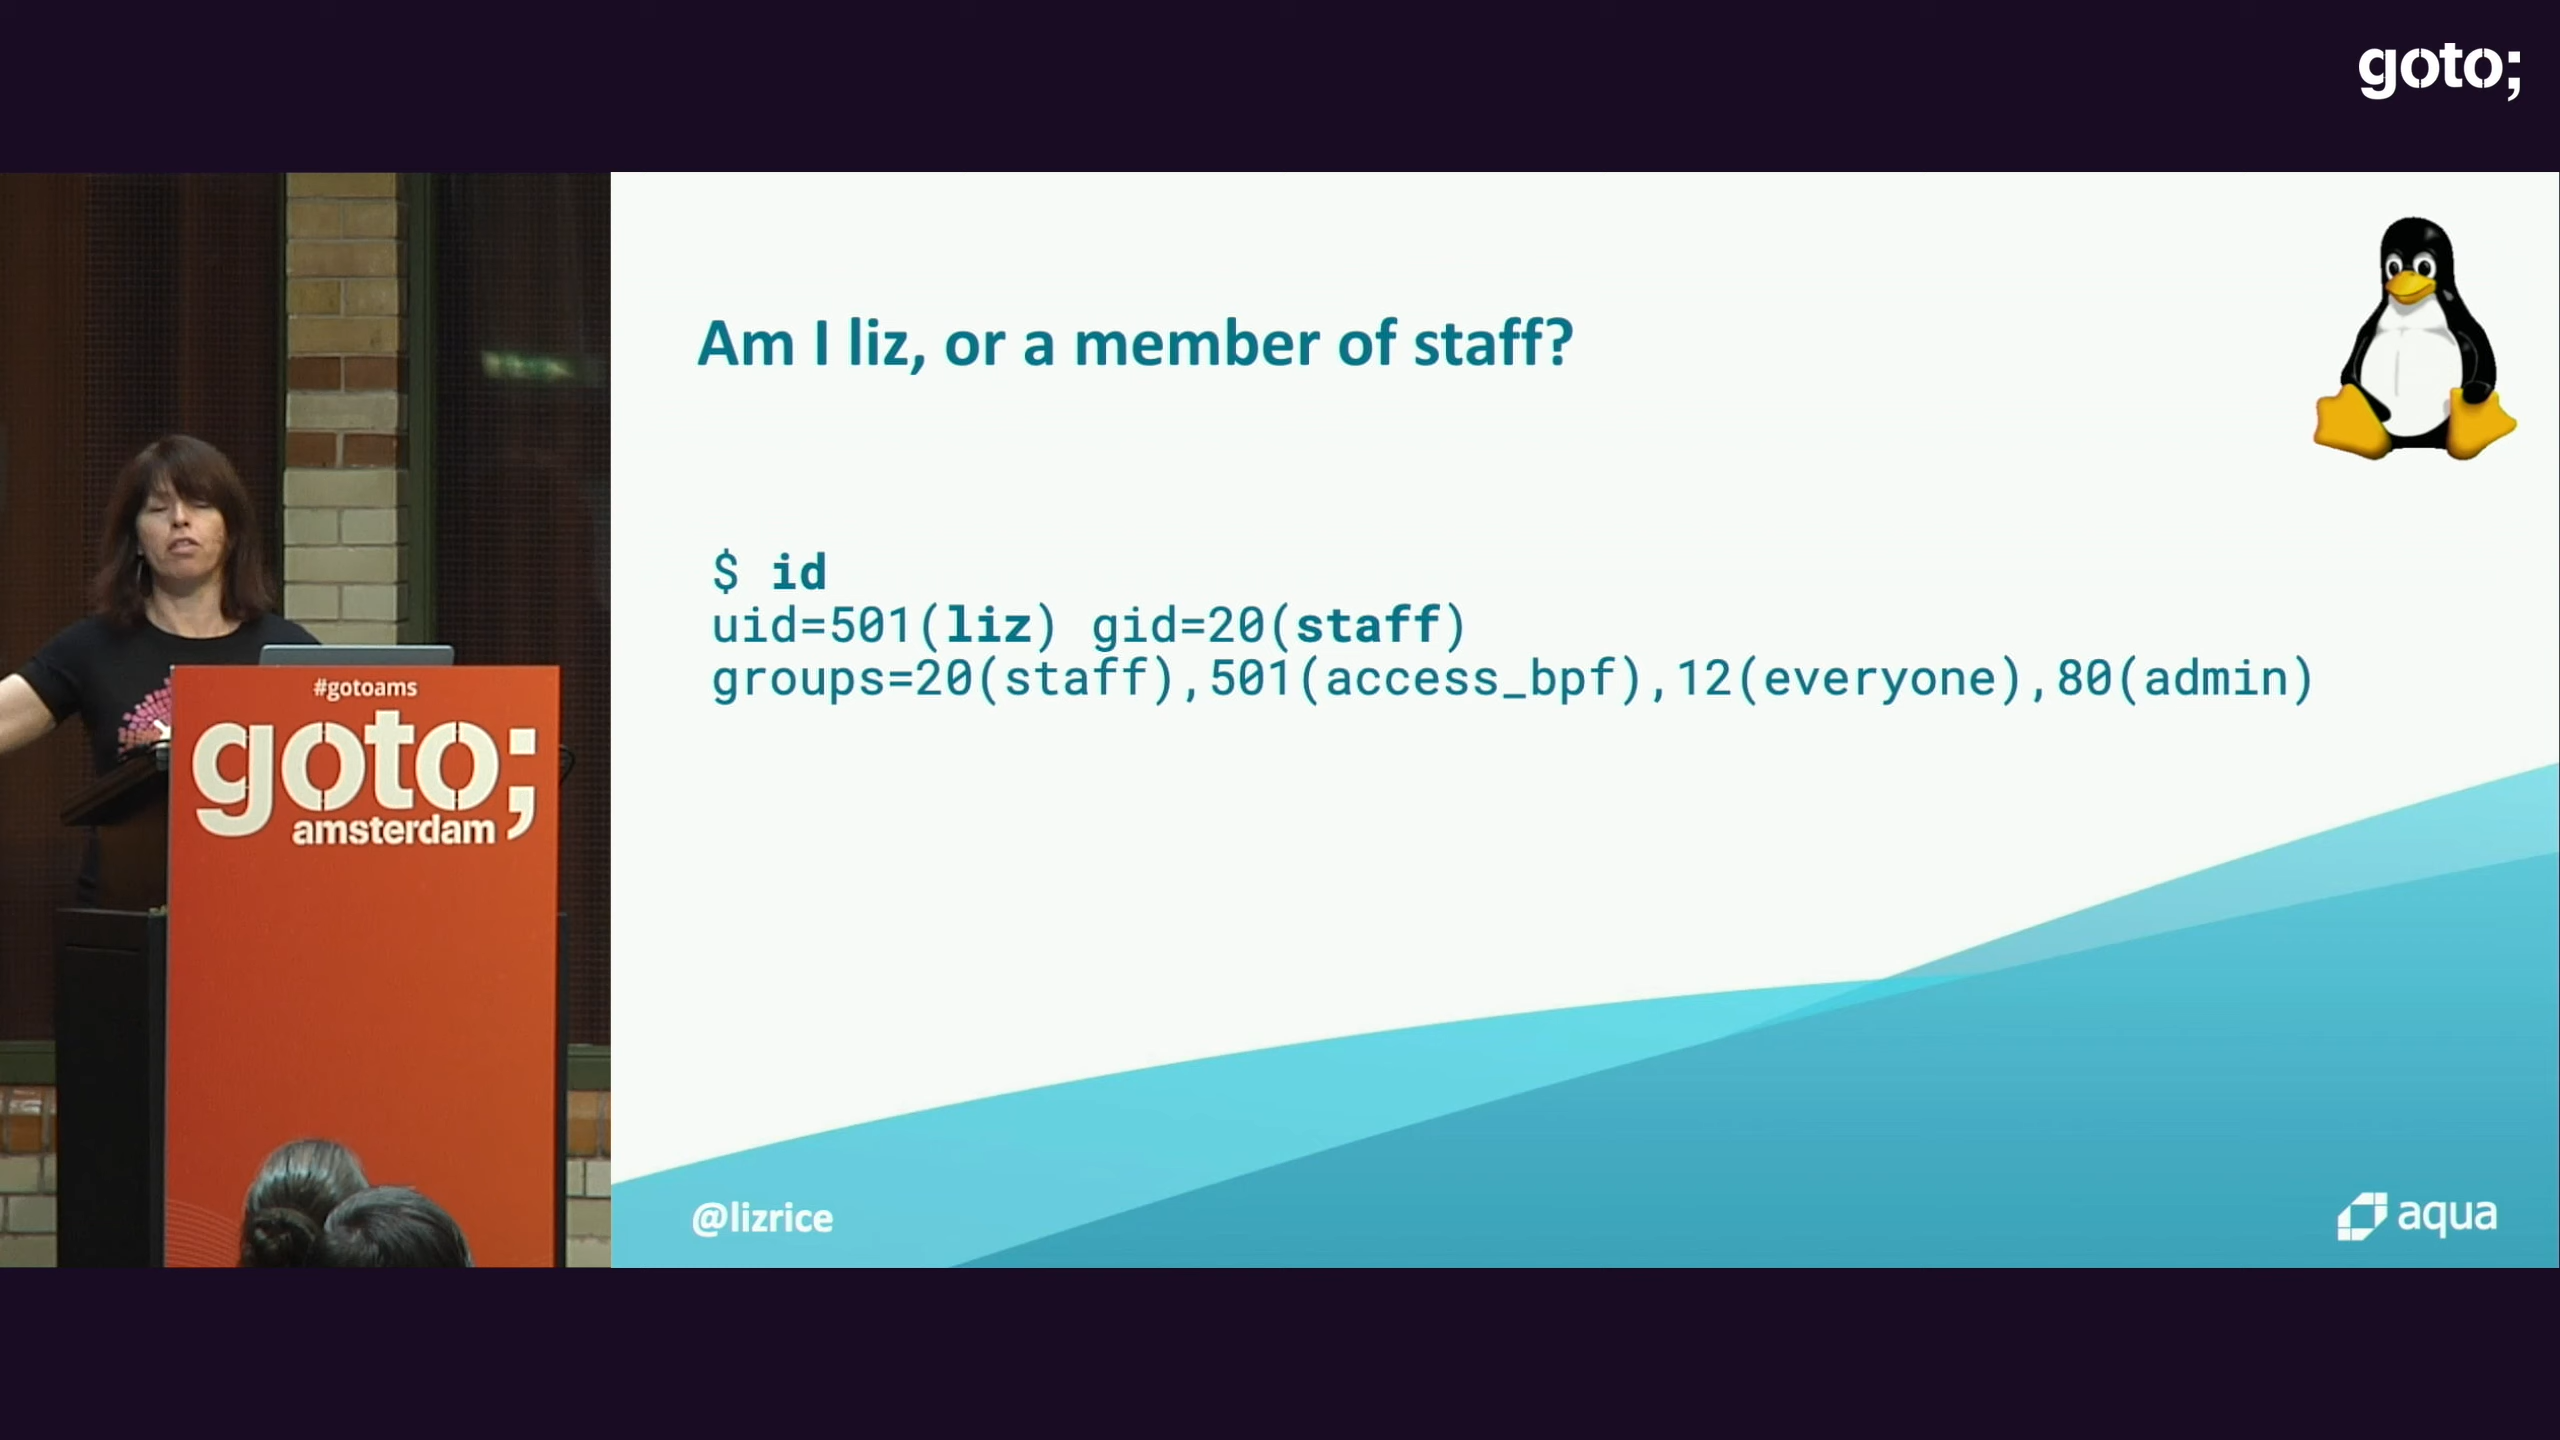 goto;
Am I liz, or a member of staff?
$ id
uid=501(liz) gid=20(staff)
groups=20(staff),501(access_bpf),12(everyone),80(admin)
#gotoams
goto;
amsterdam
@lizrice
aqua